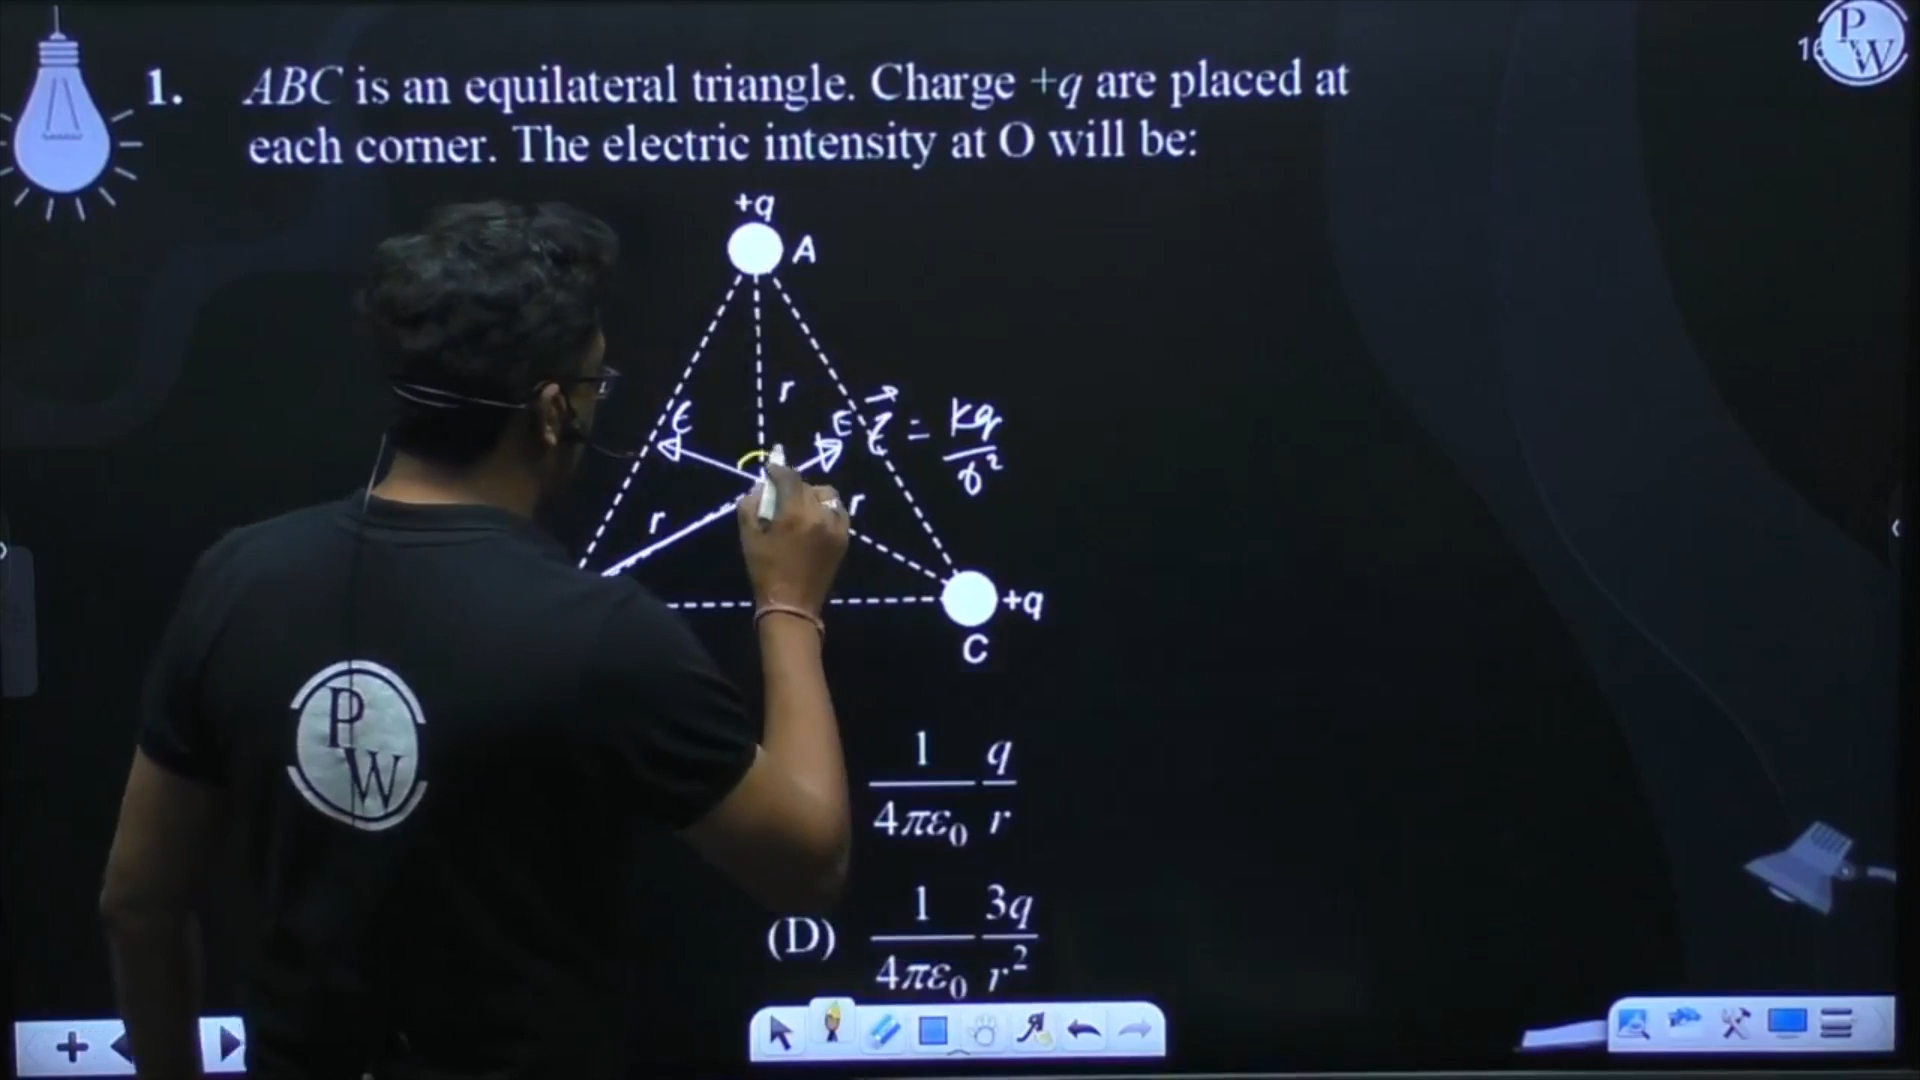 1. ABC is an equilateral triangle. Charge +q are placed at
each corner. The electric intensity at O will be:
+q
A
r
E
E
E⃗ = kq/r²
r
r
+q
C
1/4πε₀ q/r
(D) 1/4πε₀ 3q/r²
PW
PW